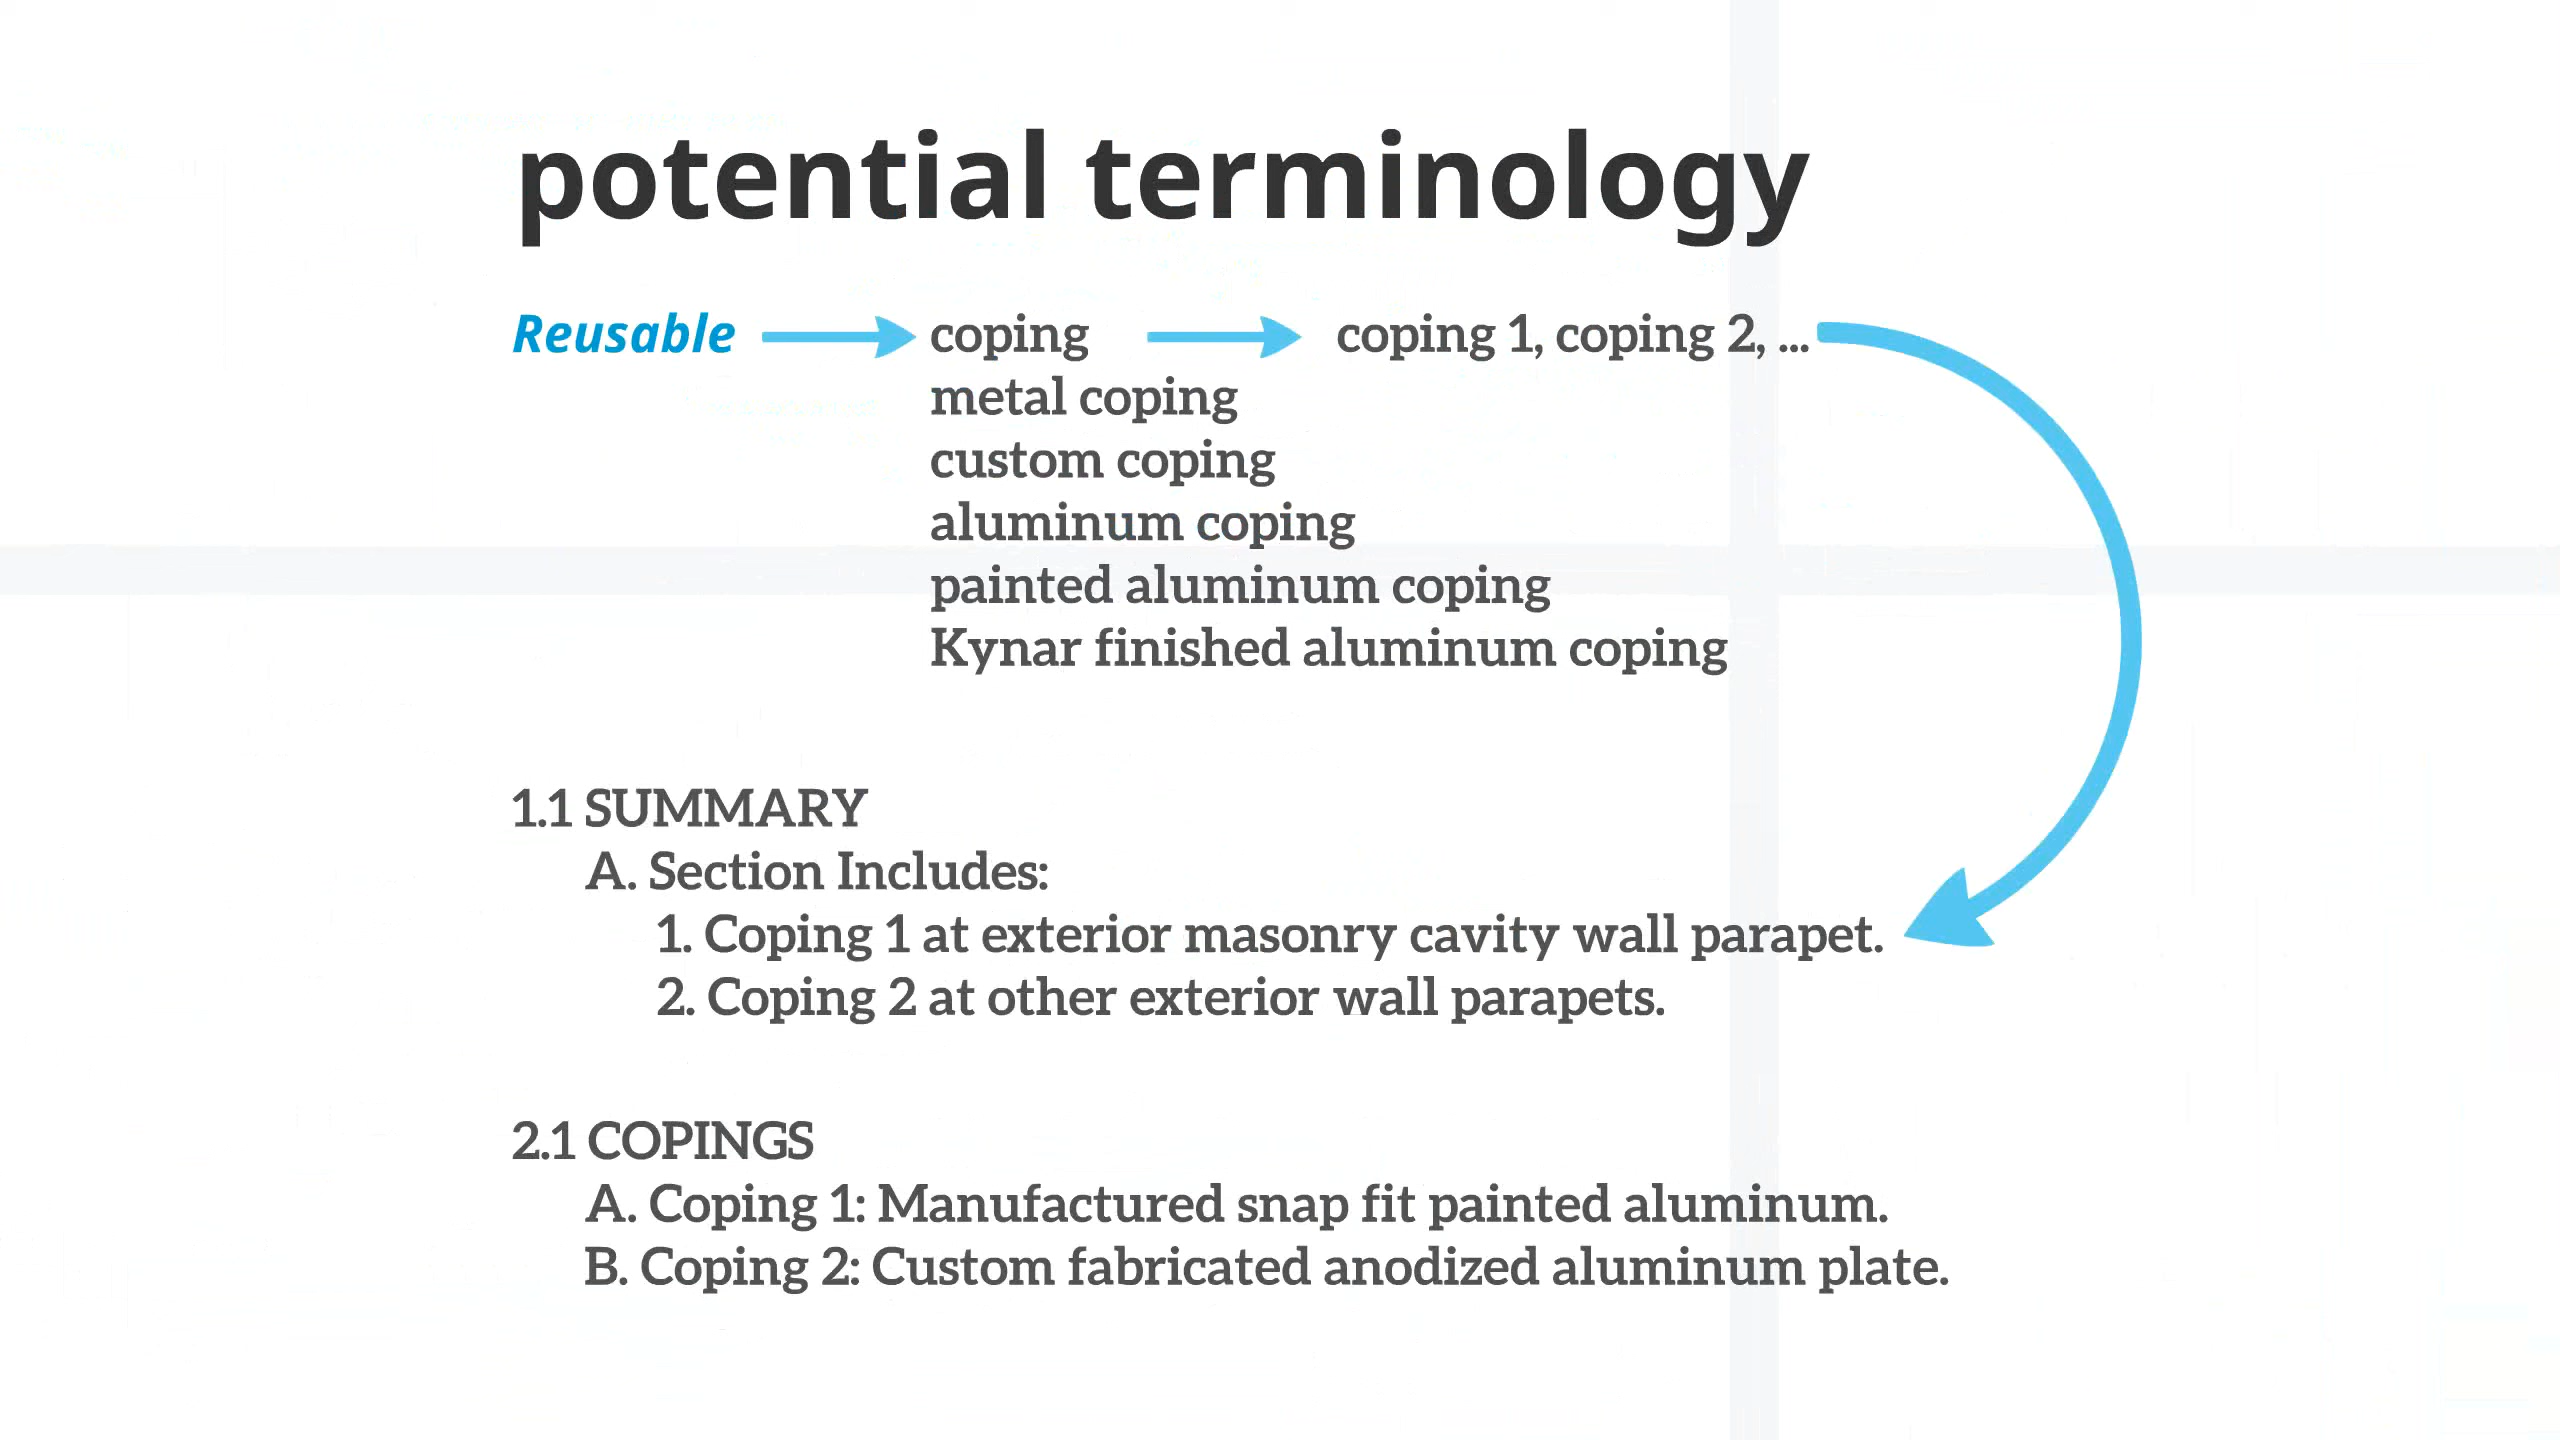 potential terminology
Reusable coping coping 1, coping 2, ...
metal coping
custom coping
aluminum coping
painted aluminum coping
Kynar finished aluminum coping
1.1 SUMMARY
A. Section Includes:
1. Coping 1 at exterior masonry cavity wall parapet.
2. Coping 2 at other exterior wall parapets.
2.1 COPINGS
A. Coping 1: Manufactured snap fit painted aluminum.
B. Coping 2: Custom fabricated anodized aluminum plate.